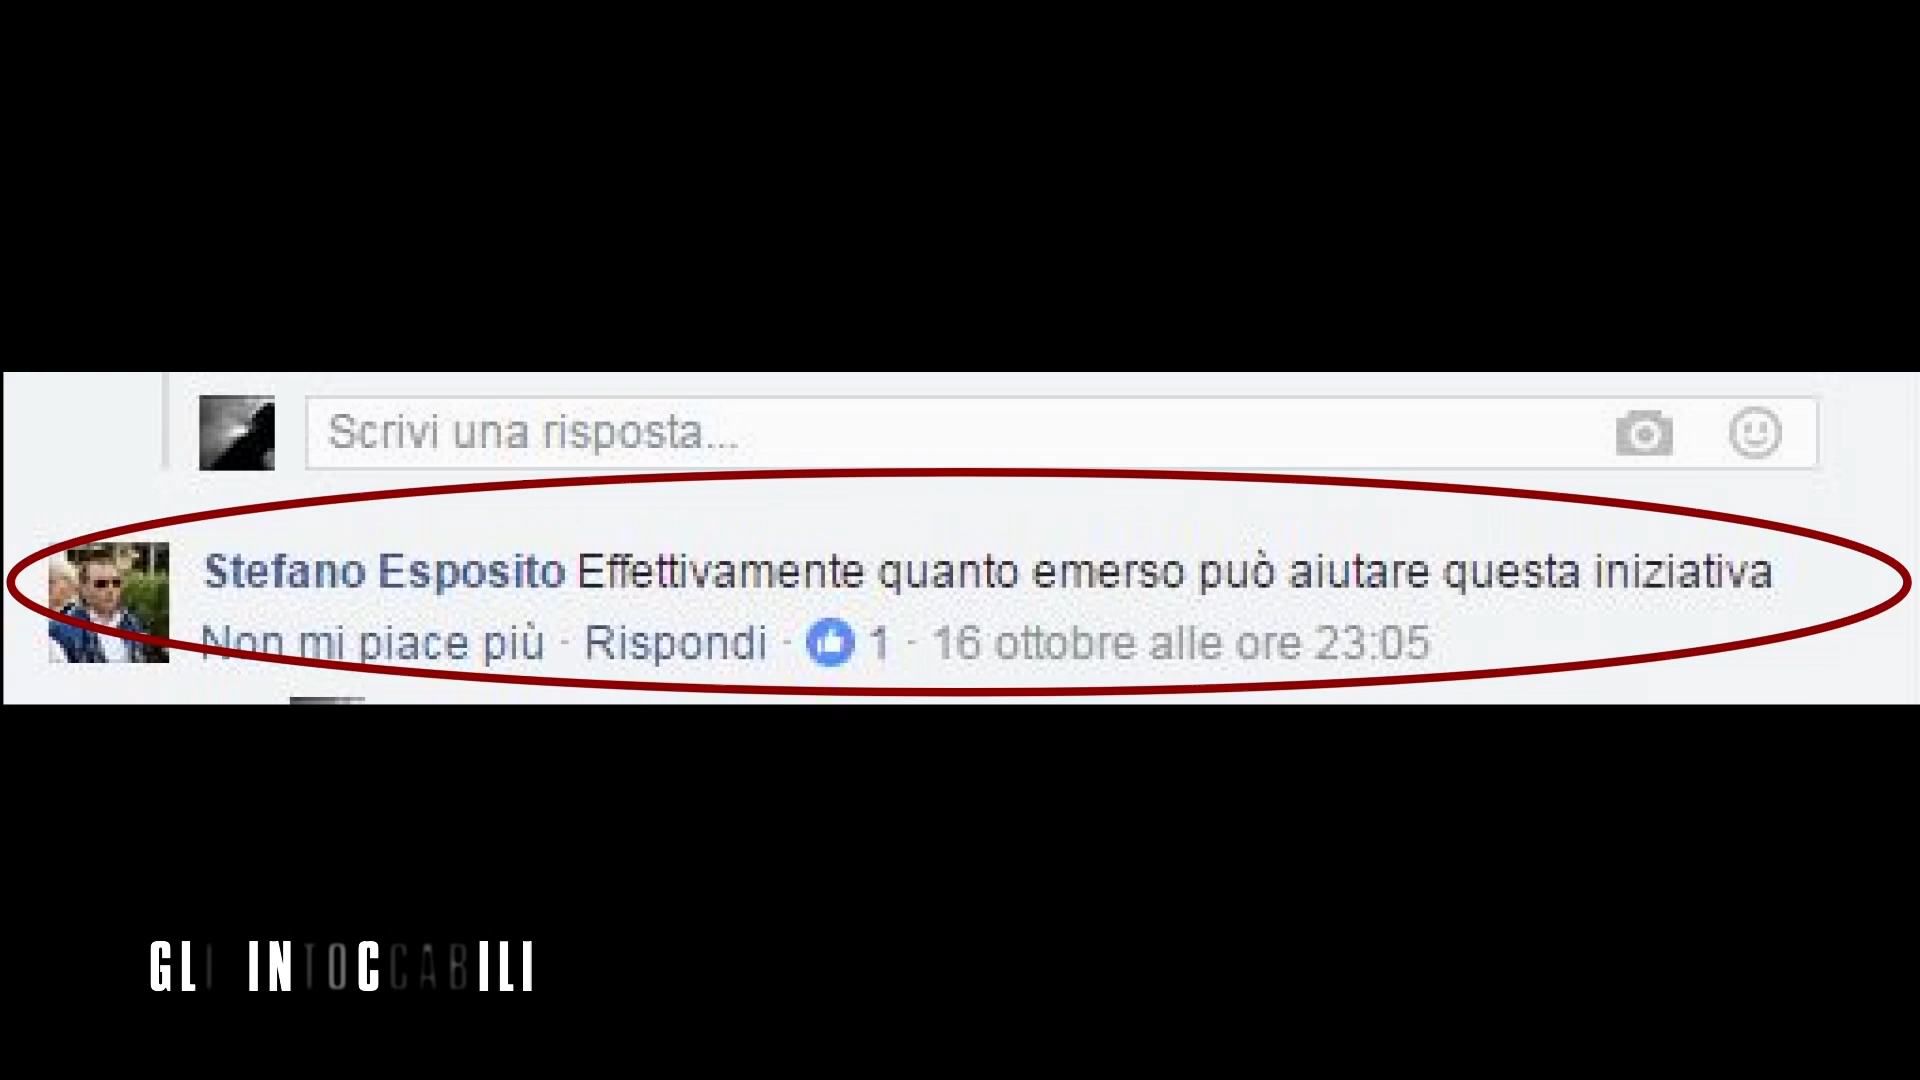 Scrivi una risposta...
Stefano Esposito Effettivamente quanto emerso può aiutare questa iniziativa
Non mi piace più · Rispondi · 1 · 16 ottobre alle ore 23:05
GLI INTOCCABILI